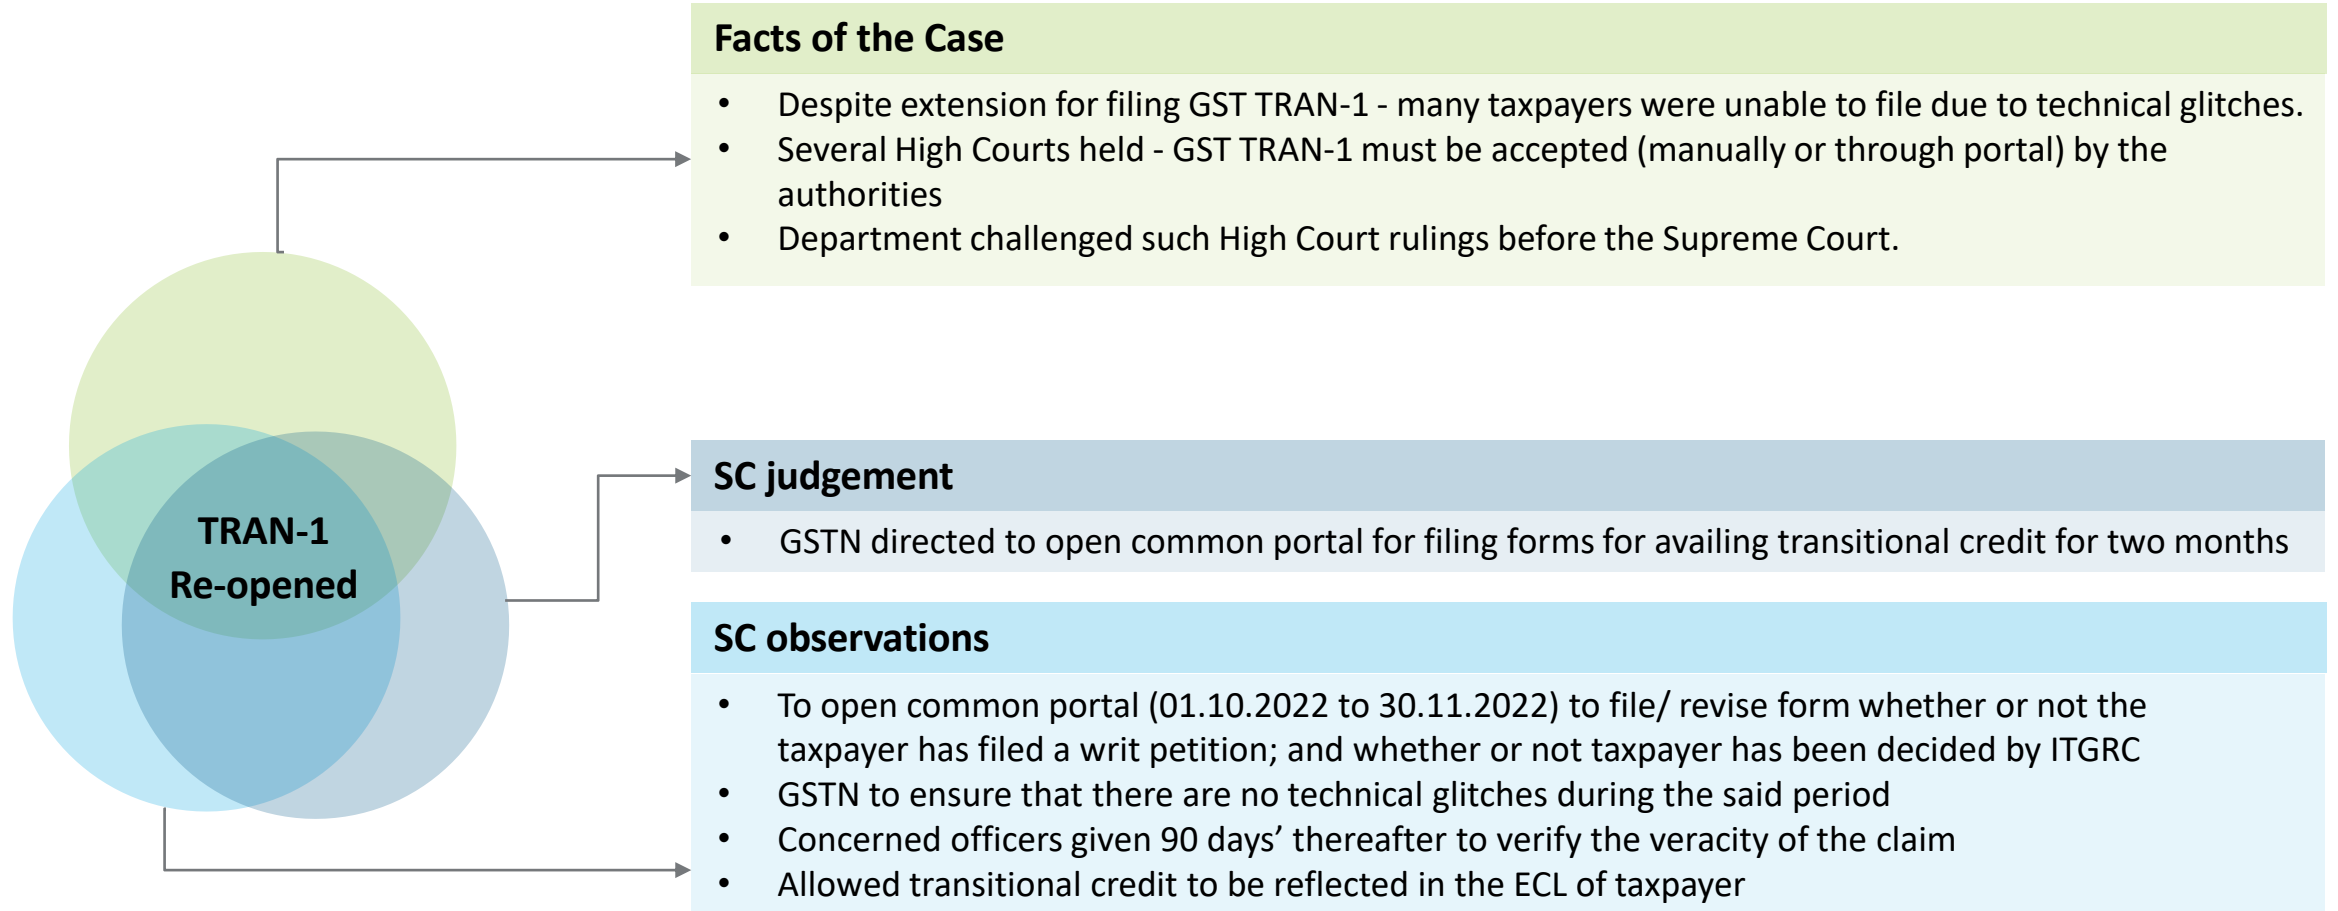 Facts of the Case
• Despite extension for filing GST TRAN-1 - many taxpayers were unable to file due to technical glitches.
• Several High Courts held - GST TRAN-1 must be accepted (manually or through portal) by the
authorities
• Department challenged such High Court rulings before the Supreme Court.
TRAN-1
Re-opened
SC judgement
• GSTN directed to open common portal for filing forms for availing transitional credit for two months
SC observations
• To open common portal (01.10.2022 to 30.11.2022) to file/ revise form whether or not the
taxpayer has filed a writ petition; and whether or not taxpayer has been decided by ITGRC
• GSTN to ensure that there are no technical glitches during the said period
• Concerned officers given 90 days’ thereafter to verify the veracity of the claim
• Allowed transitional credit to be reflected in the ECL of taxpayer